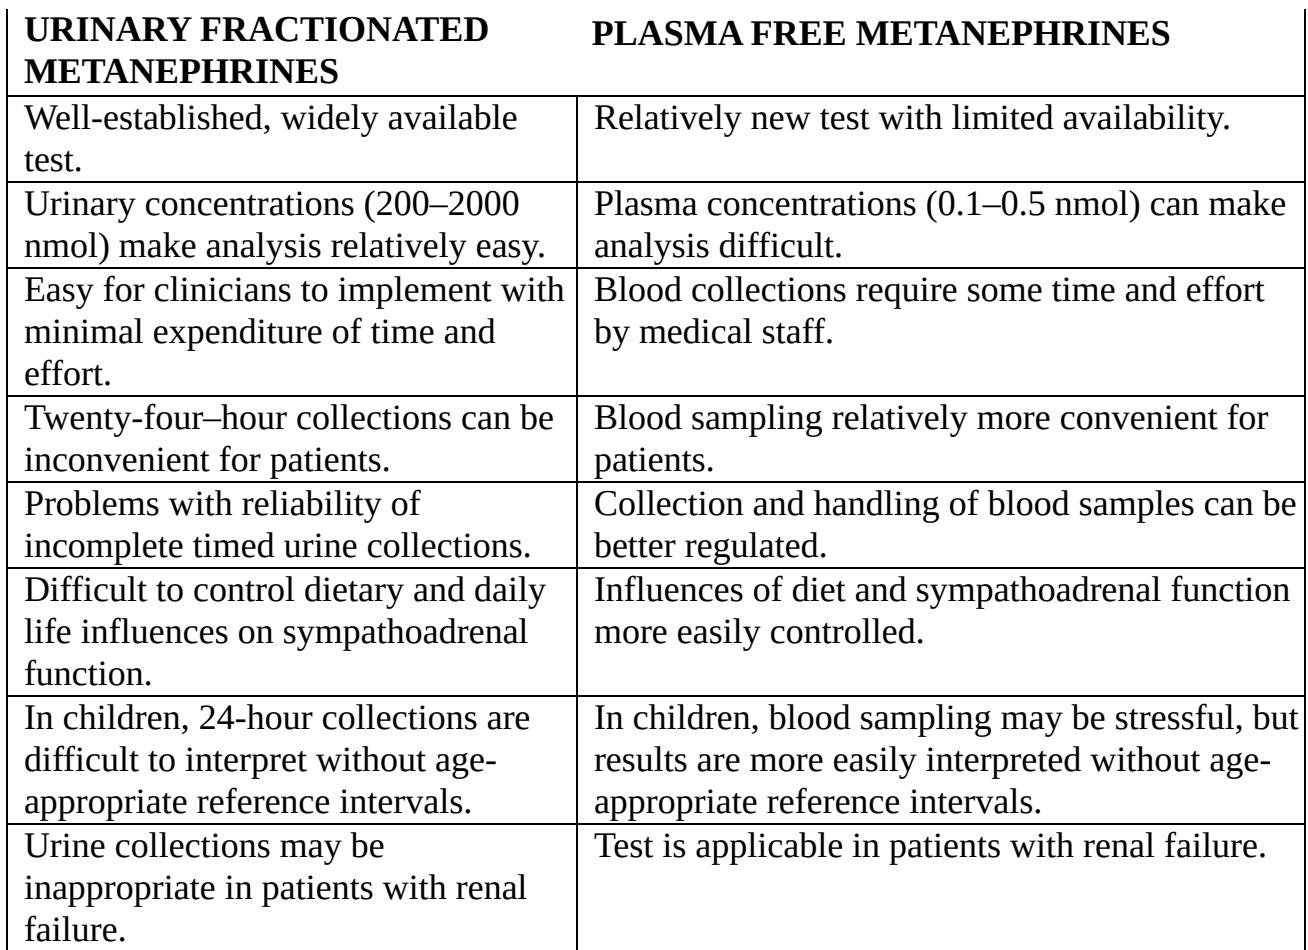 URINARY FRACTIONATED
METANEPHRINES
PLASMA FREE METANEPHRINES
Well-established, widely available
test.
Relatively new test with limited availability.
Urinary concentrations (200–2000
nmol) make analysis relatively easy.
Plasma concentrations (0.1–0.5 nmol) can make
analysis difficult.
Easy for clinicians to implement with
minimal expenditure of time and
effort.
Blood collections require some time and effort
by medical staff.
Twenty-four–hour collections can be
inconvenient for patients.
Blood sampling relatively more convenient for
patients.
Problems with reliability of
incomplete timed urine collections.
Collection and handling of blood samples can be
better regulated.
Difficult to control dietary and daily
life influences on sympathoadrenal
function.
Influences of diet and sympathoadrenal function
more easily controlled.
In children, 24-hour collections are
difficult to interpret without age-
appropriate reference intervals.
In children, blood sampling may be stressful, but
results are more easily interpreted without age-
appropriate reference intervals.
Urine collections may be
inappropriate in patients with renal
failure.
Test is applicable in patients with renal failure.